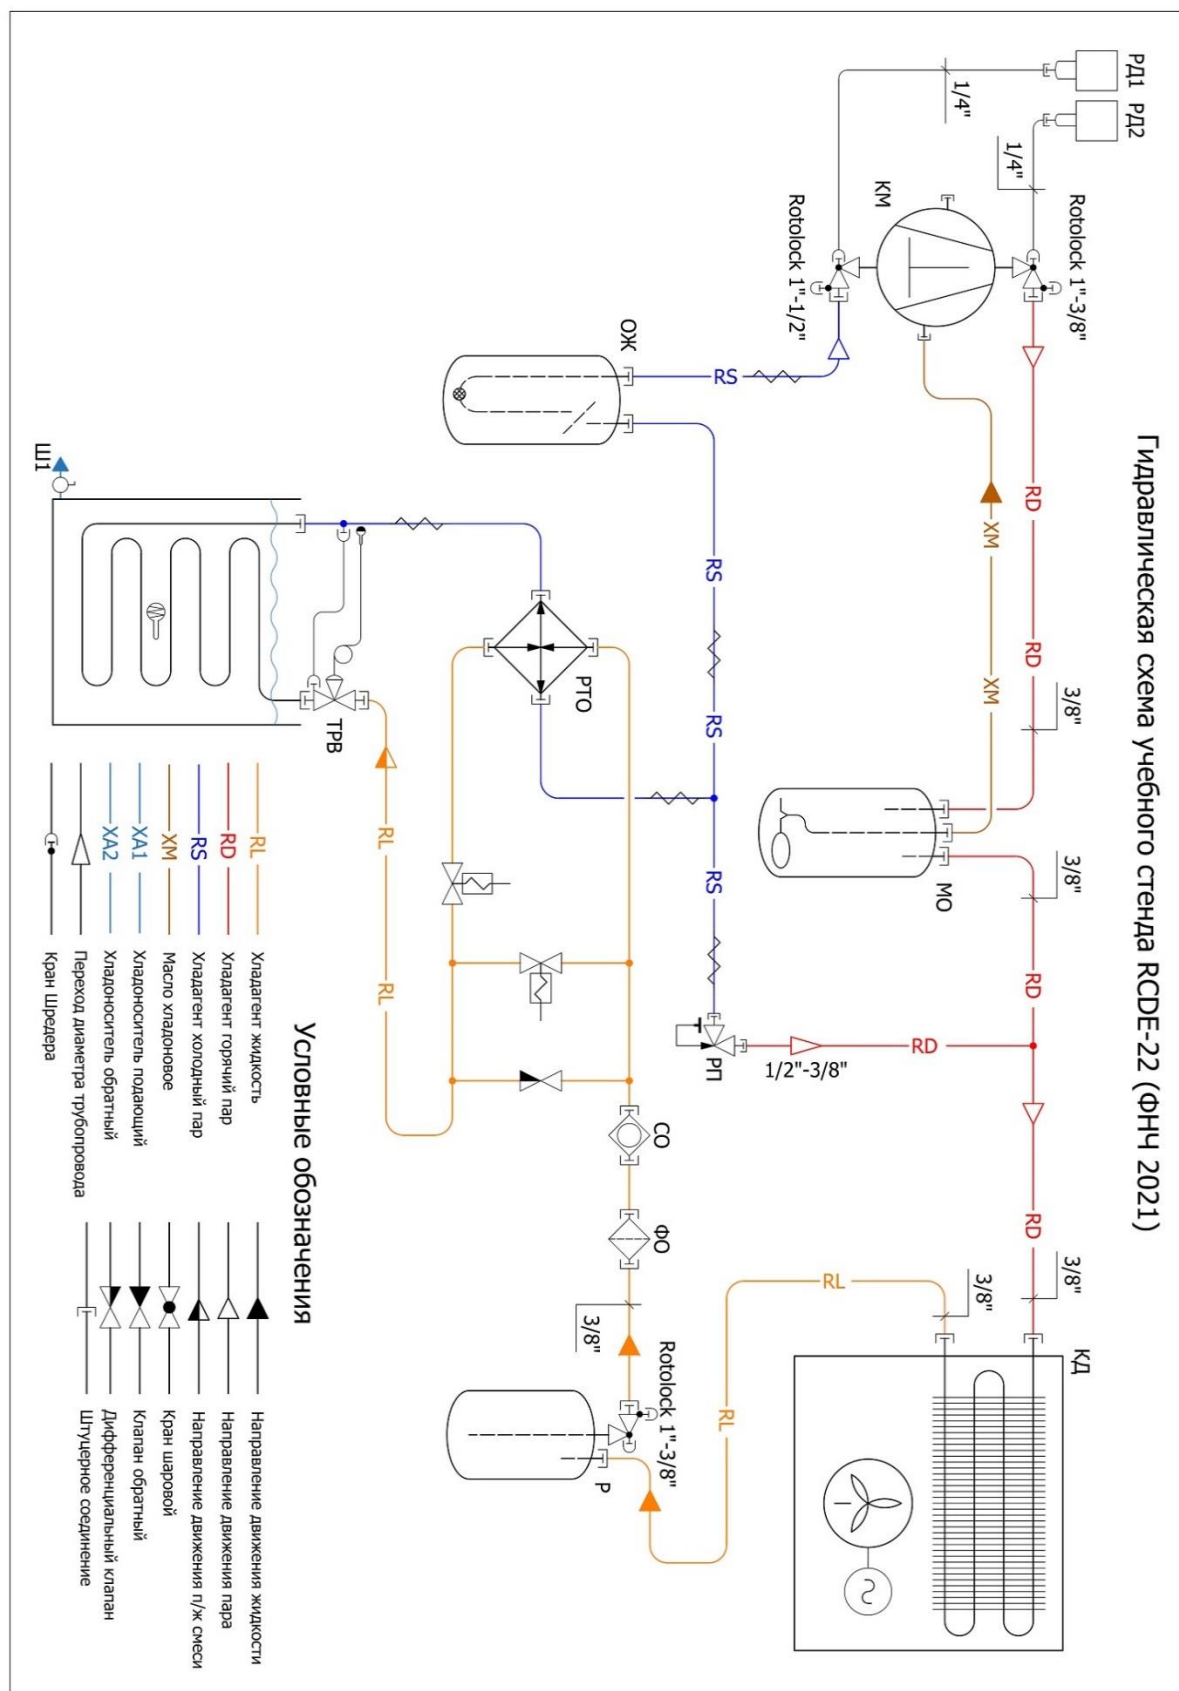 Гидравлическая схема учебного стенда RCDE-22 (ФНЧ 2021)
РД1
РД2
1/4"
1/4"
КМ
Rotolock 1"-3/8"
Rotolock 1"-1/2"
RD
RD
3/8"
3/8"
RD
RD
3/8"
КД
3/8"
XM
XM
МО
RD
1/2"-3/8"
РП
RL
RL
ОЖ
RS
RS
RS
RS
СО
ФО
3/8"
Rotolock 1"-3/8"
Р
РТО
ТРВ
RL
RL
RL
Ш1
Условные обозначения
RL
Хладагент жидкость
RD
Хладагент горячий пар
RS
Хладагент холодный пар
XM
Масло хладоновое
XA1
Хладоноситель подающий
XA2
Хладоноситель обратный
Переход диаметра трубопровода
Кран Шредера
Направление движения жидкости
Направление движения пара
Направление движения п/ж смеси
Кран шаровой
Клапан обратный
Дифференциальный клапан
Штуцерное соединение